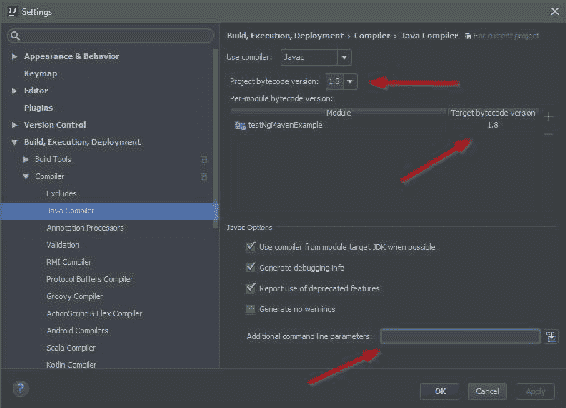 Settings
Build, Execution, Deployment › Compiler › Java Compiler For current project
Appearance & Behavior
Keymap
Editor
Plugins
Version Control
Build, Execution, Deployment
Build Tools
Compiler
Excludes
Java Compiler
Annotation Processors
Validation
RMI Compiler
Protocol Buffers Compiler
Groovy Compiler
ActionScript & Flex Compiler
Android Compilers
Scala Compiler
Kotlin Compiler
Use compiler: Javac
Project bytecode version:
Per-module bytecode version:
Module Target bytecode version
testNgMavenExample 1.8
Javac Options
Use compiler from module target JDK when possible
Generate debugging info
Report use of deprecated features
Generate no warnings
Additional command line parameters:
? OK Cancel Apply